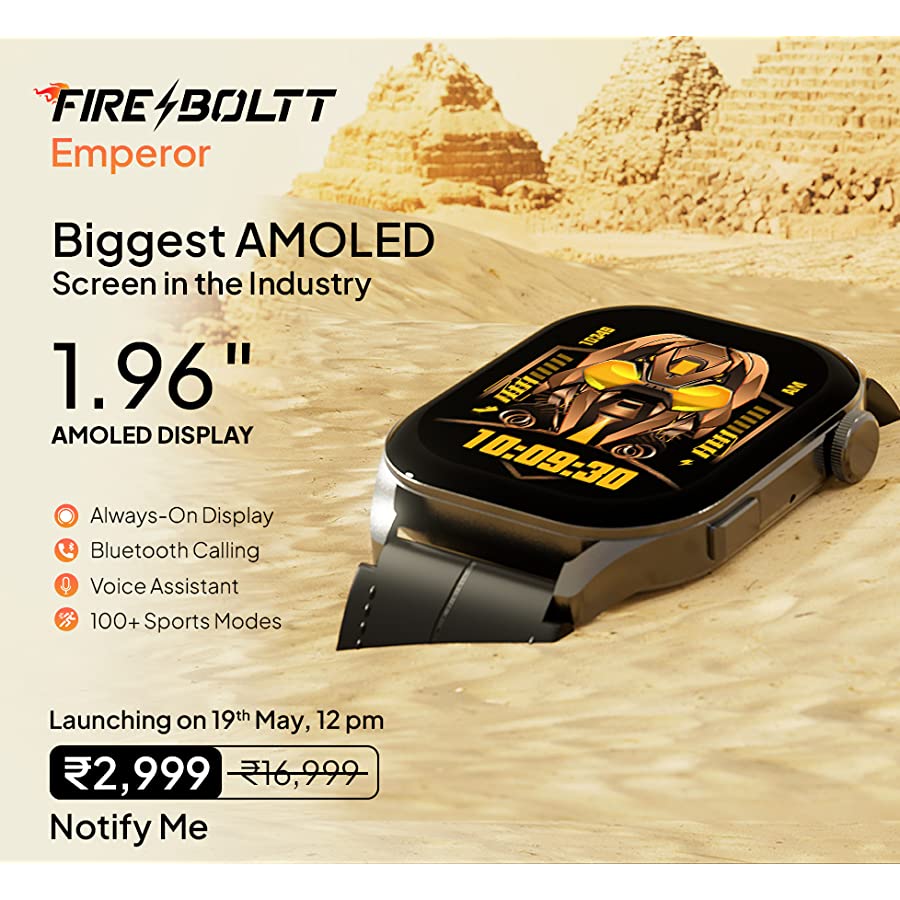 FIRE BOLTT
Emperor
Biggest AMOLED
Screen in the Industry
1.96"
AMOLED DISPLAY
Always-On Display
Bluetooth Calling
Voice Assistant
100+ Sports Modes
Launching on 19th May, 12 pm
₹2,999 ₹16,999
Notify Me
10349
AM
10:09:30